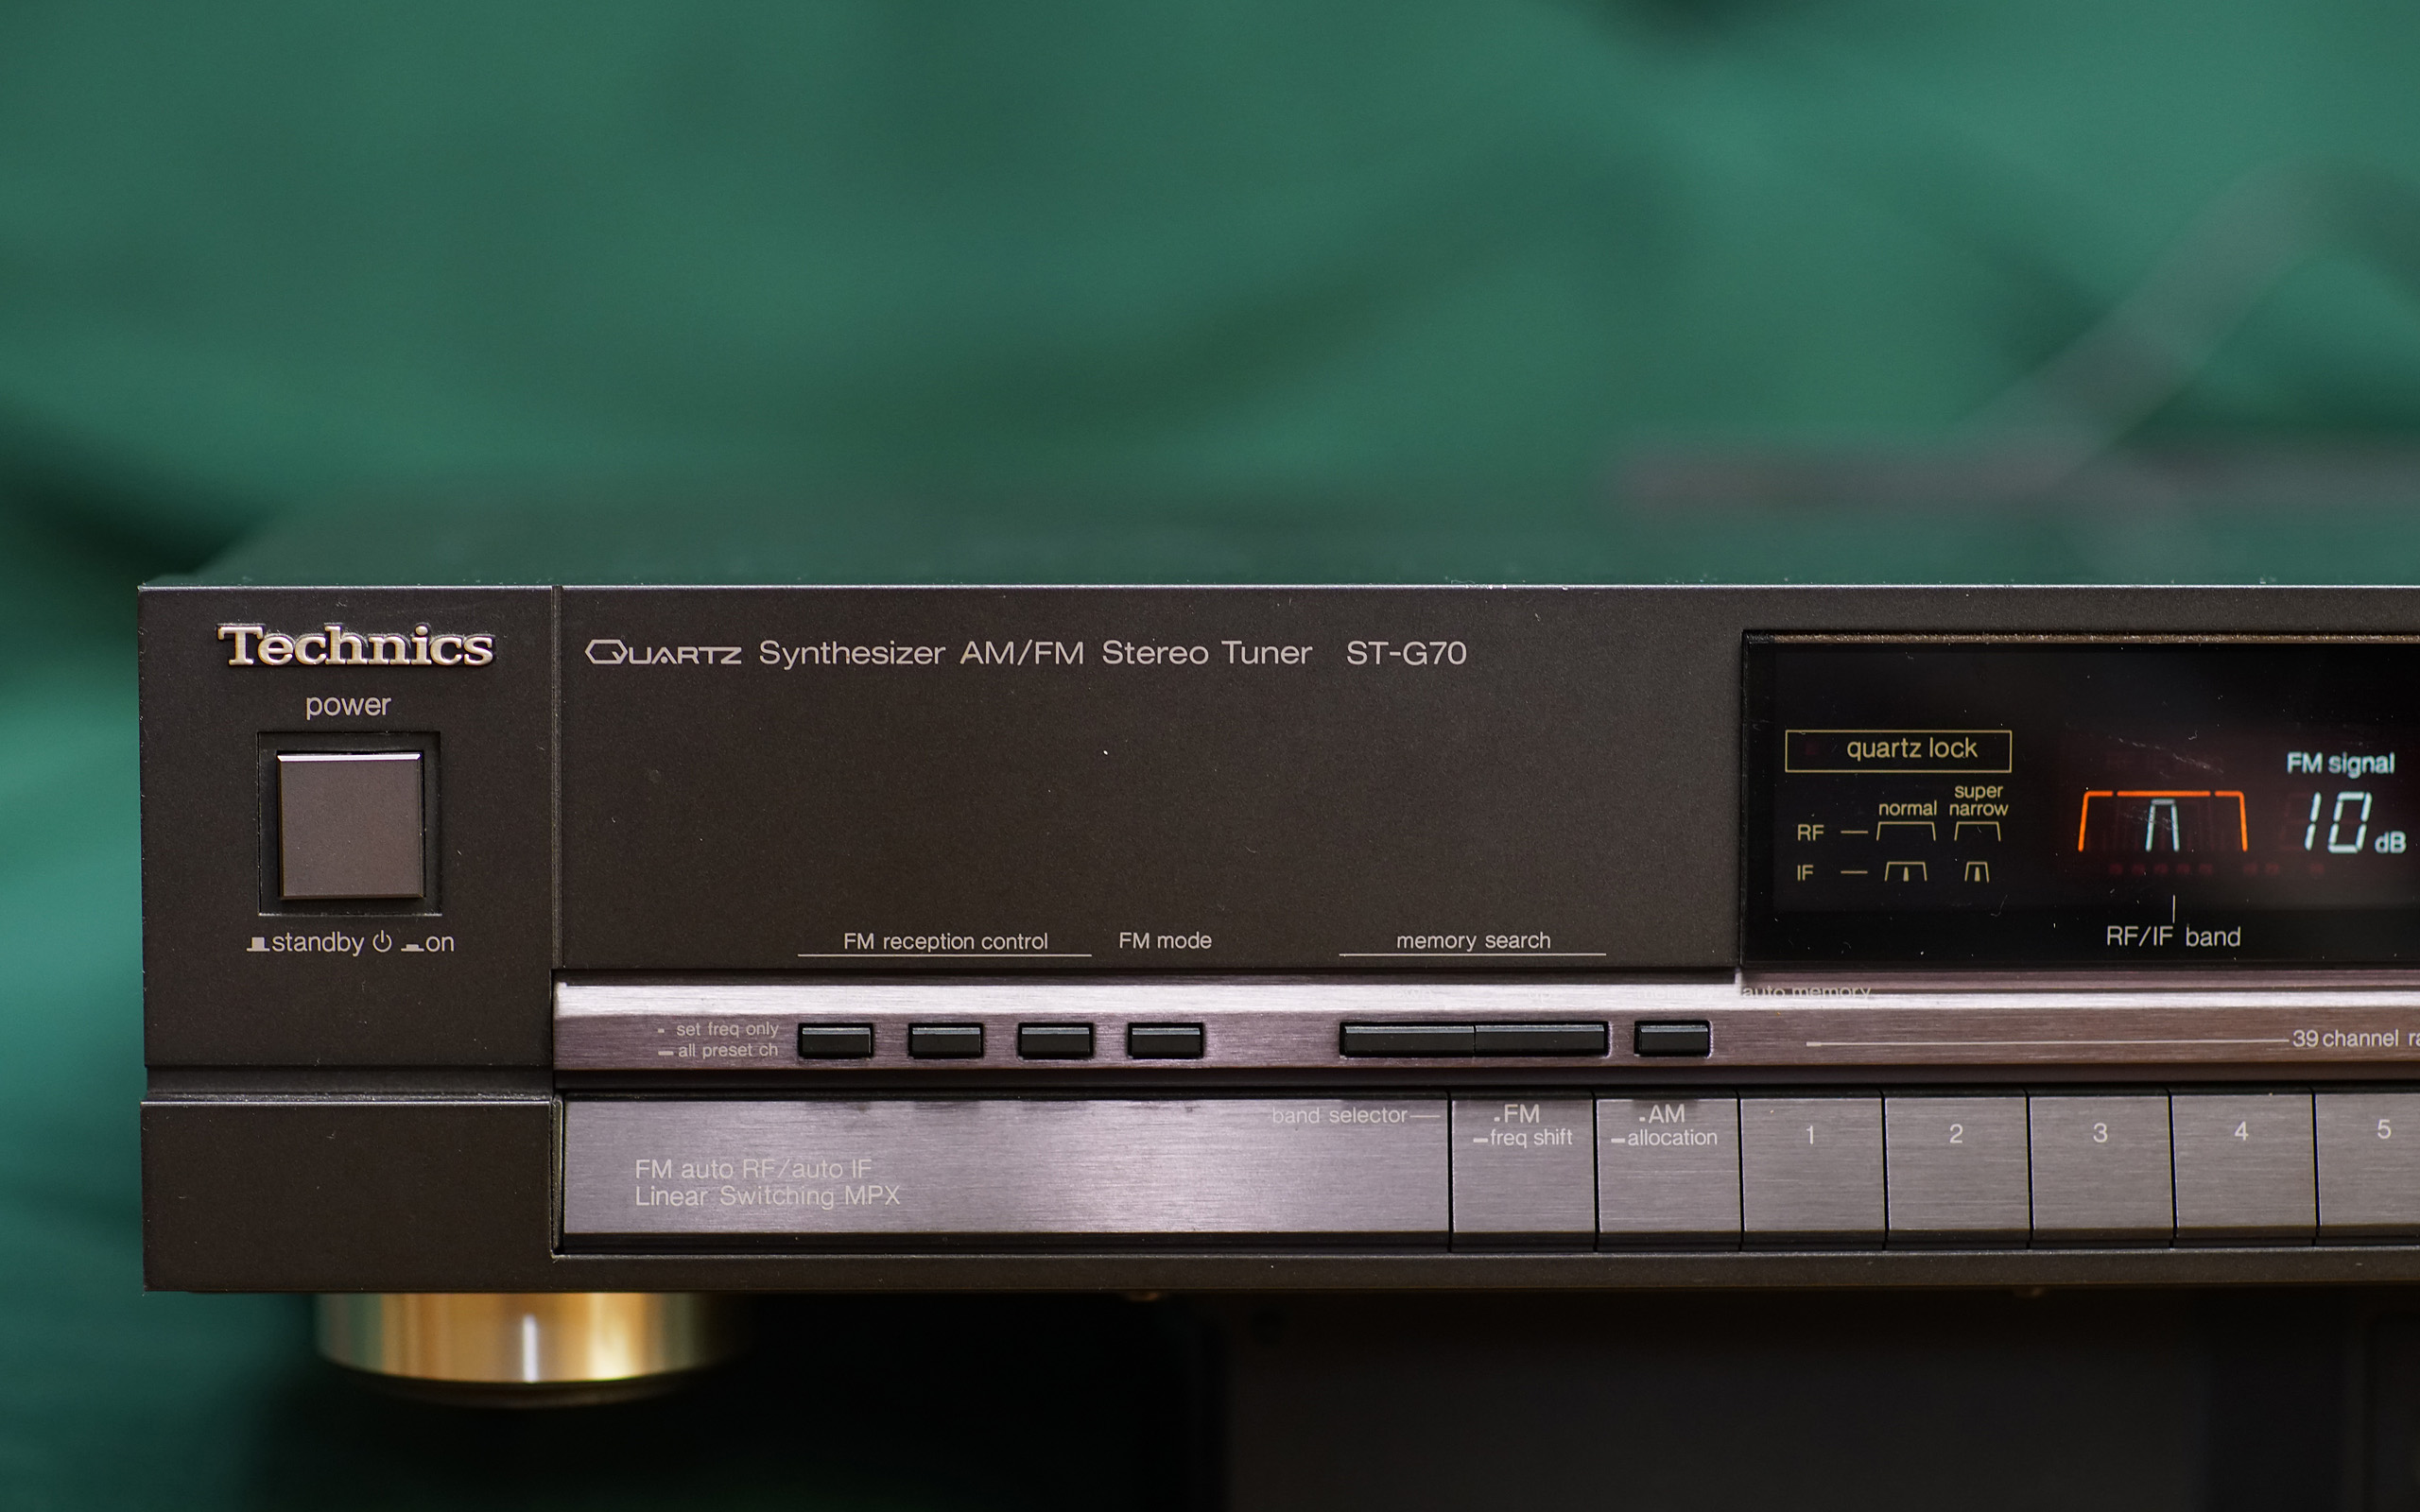 Technics
QUARTZ Synthesizer AM/FM Stereo Tuner ST-G70
power
standby on
FM reception control
FM mode
memory search
quartz lock
normal super narrow
RF
IF
FM signal
10 dB
RF/IF band
auto memory
set freq only
all preset ch
39 channel
band selector
FM
freq shift
AM
allocation
1 2 3 4 5
FM auto RF/auto IF
Linear Switching MPX